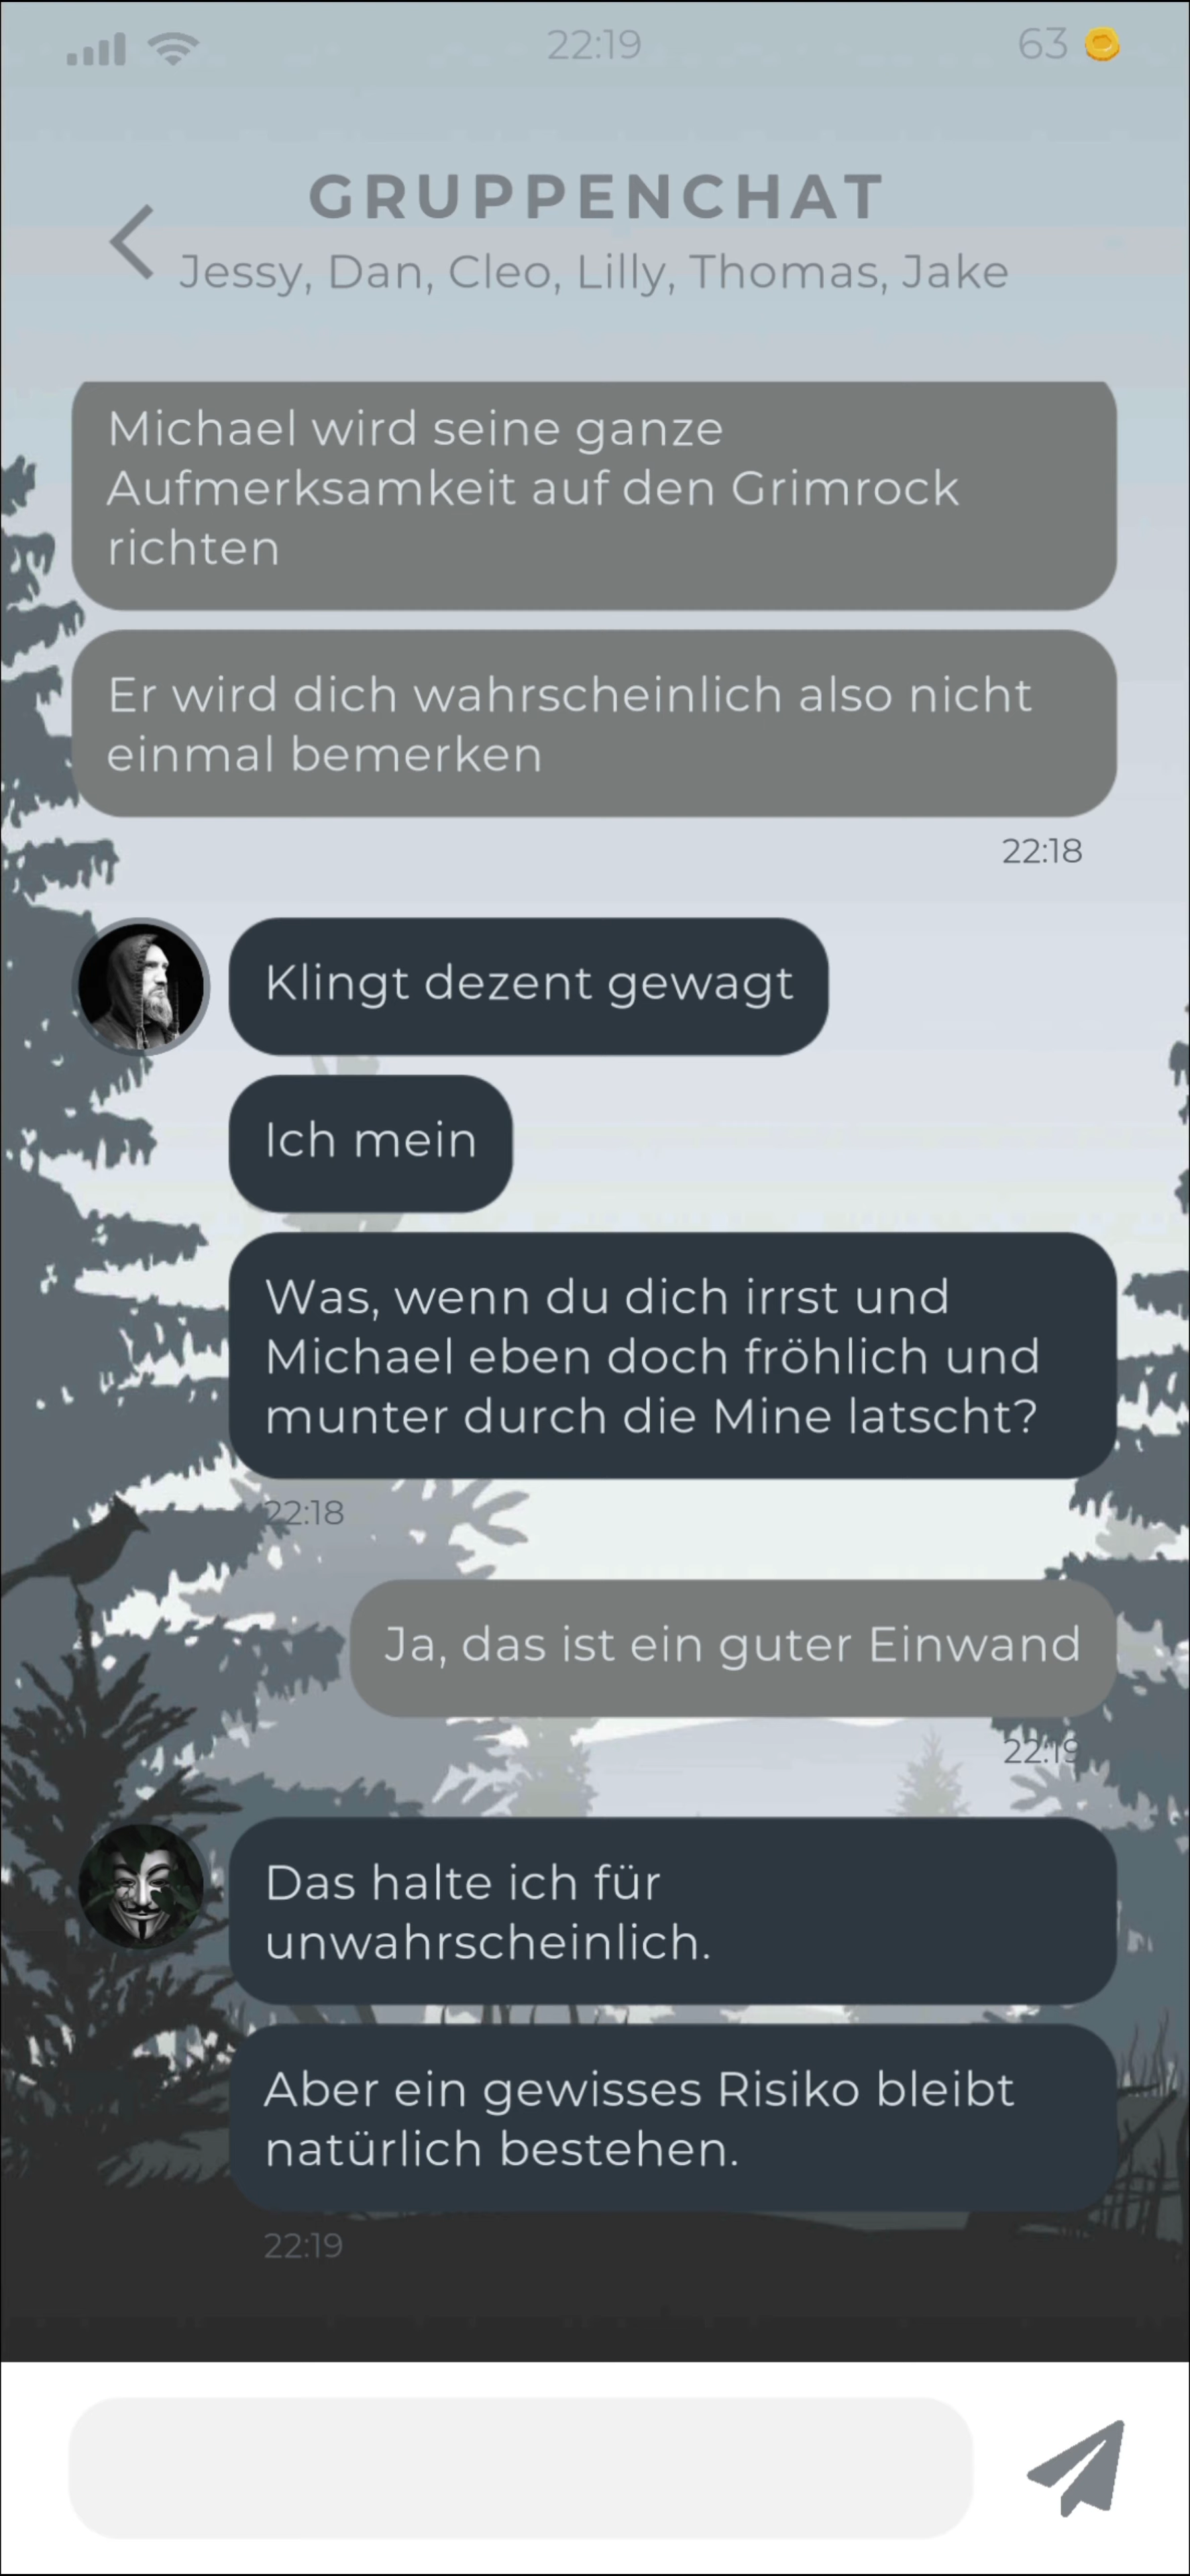 22:19
63
GRUPPENCHAT
Jessy, Dan, Cleo, Lilly, Thomas, Jake
Michael wird seine ganze
Aufmerksamkeit auf den Grimrock
richten
Er wird dich wahrscheinlich also nicht
einmal bemerken
22:18
Klingt dezent gewagt
Ich mein
Was, wenn du dich irrst und
Michael eben doch fröhlich und
munter durch die Mine latscht?
22:18
Ja, das ist ein guter Einwand
22:19
Das halte ich für
unwahrscheinlich.
Aber ein gewisses Risiko bleibt
natürlich bestehen.
22:19